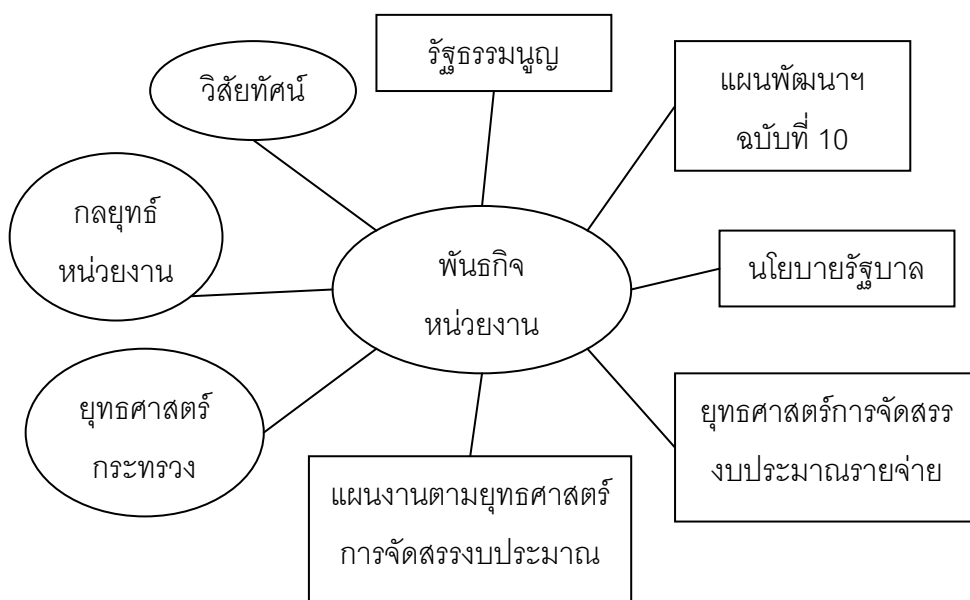 รัฐธรรมนูญ
วิสัยทัศน์
แผนพัฒนาฯ
ฉบับที่ 10
กลยุทธ์
หน่วยงาน
พันธกิจ
หน่วยงาน
นโยบายรัฐบาล
ยุทธศาสตร์
กระทรวง
ยุทธศาสตร์การจัดสรร
งบประมาณรายจ่าย
แผนงานตามยุทธศาสตร์
การจัดสรรงบประมาณ